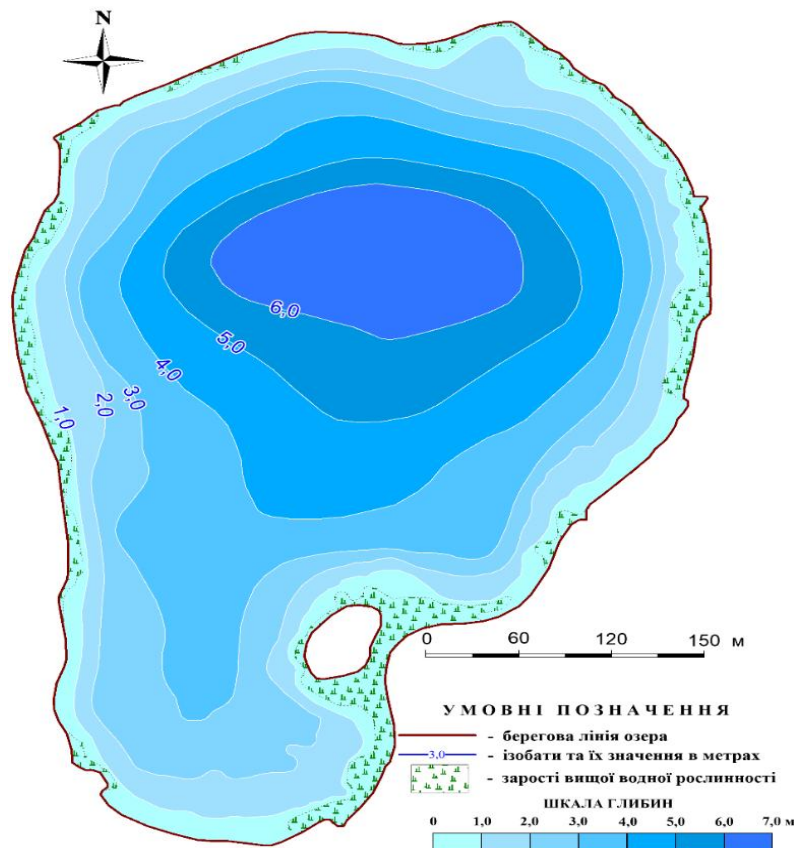 N
6,0
5,0
4,0
3,0
2,0
1,0
0 60 120 150 м
УМОВНІ ПОЗНАЧЕННЯ
- берегова лінія озера
3,0 - ізобати та їх значення в метрах
- зарості вищої водної рослинності
ШКАЛА ГЛИБИН
0 1,0 2,0 3,0 4,0 5,0 6,0 7,0 м